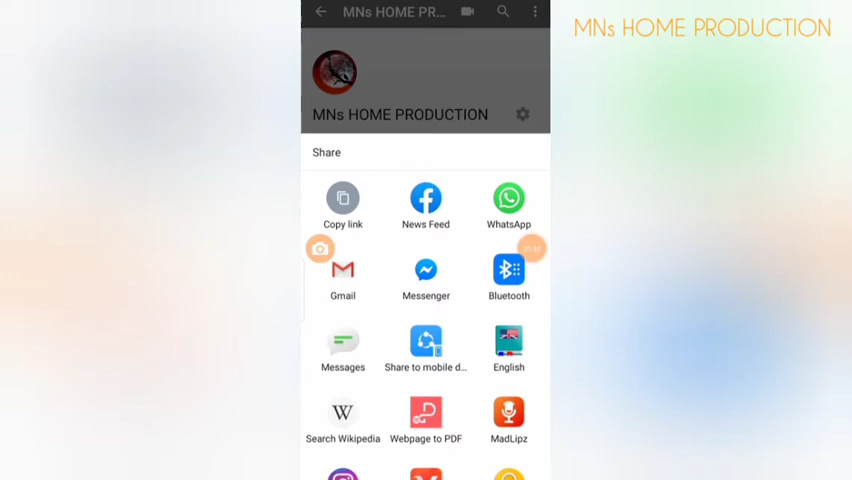 MNs HOME PR...
MNs HOME PRODUCTION
MNs HOME PRODUCTION
Share
Copy link
News Feed
WhatsApp
Gmail
Messenger
Bluetooth
Messages
Share to mobile d...
English
W
Search Wikipedia
Webpage to PDF
MadLipz